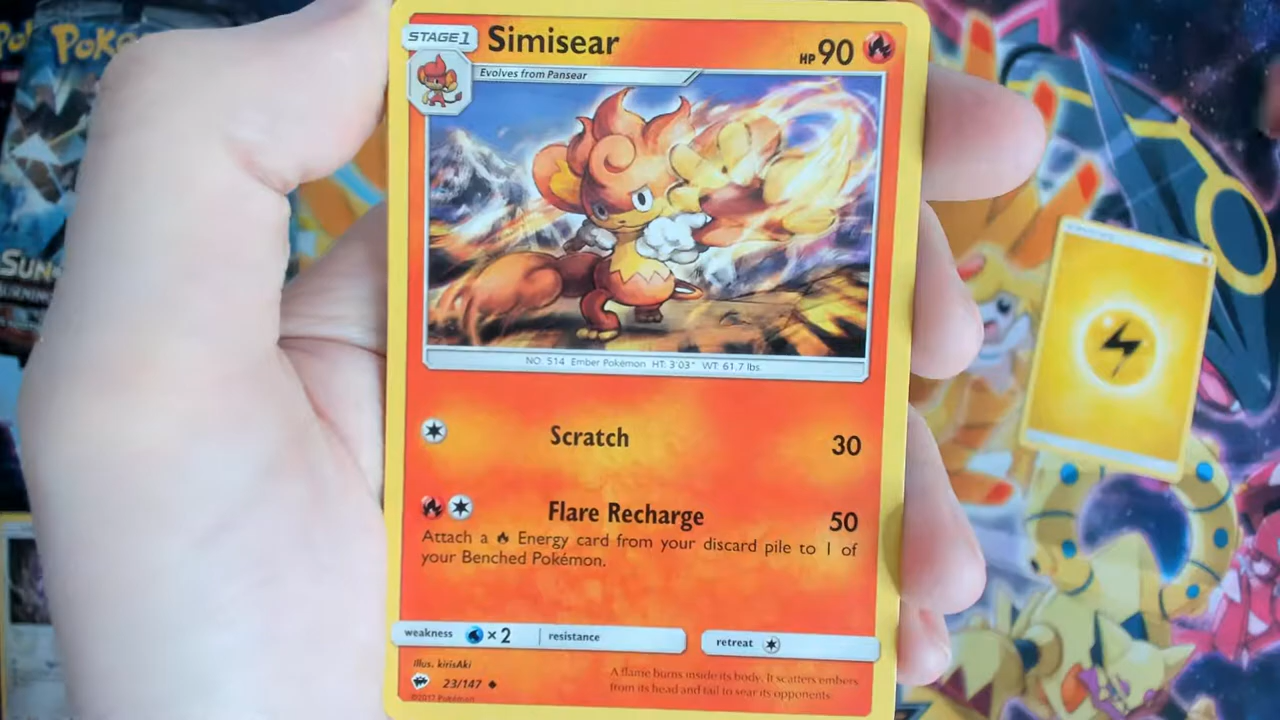 Poké
SUN
STAGE 1
Simisear
HP 90
Evolves from Pansear
NO. 514 Ember Pokémon HT: 3'03" WT: 61.7 lbs.
Scratch
30
Flare Recharge
50
Attach a Energy card from your discard pile to 1 of
your Benched Pokémon.
weakness ×2 resistance
retreat
Illus. kirisAki
23/147
©2017 Pokémon
A flame burns inside its body. It scatters embers
from its head and tail to sear its opponents.